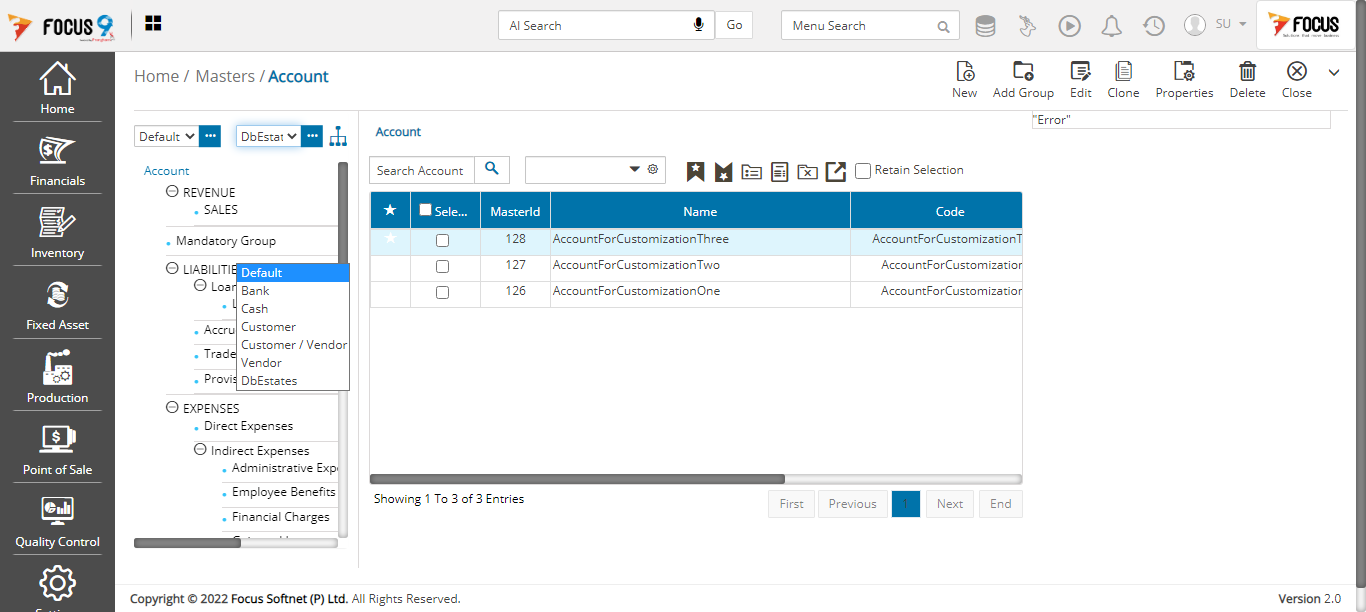 FOCUS 9
AI Search
Go
Menu Search
SU
FOCUS
Home
Financials
Inventory
Fixed Asset
Production
Point of Sale
Quality Control
Home / Masters / Account
New
Add Group
Edit
Clone
Properties
Delete
Close
Default
DbEstat
Account
REVENUE
SALES
Mandatory Group
LIABILITIE
Loan
Accru
Trade
Provis
EXPENSES
Direct Expenses
Indirect Expenses
Administrative Expe
Employee Benefits
Financial Charges
Default
Bank
Cash
Customer
Customer / Vendor
Vendor
DbEstates
Account
Search Account
Retain Selection
Sele... MasterId Name Code
128 AccountForCustomizationThree AccountForCustomizationT
127 AccountForCustomizationTwo AccountForCustomization
126 AccountForCustomizationOne AccountForCustomization
Showing 1 To 3 of 3 Entries
First
Previous
1
Next
End
"Error"
Copyright © 2022 Focus Softnet (P) Ltd. All Rights Reserved.
Version 2.0